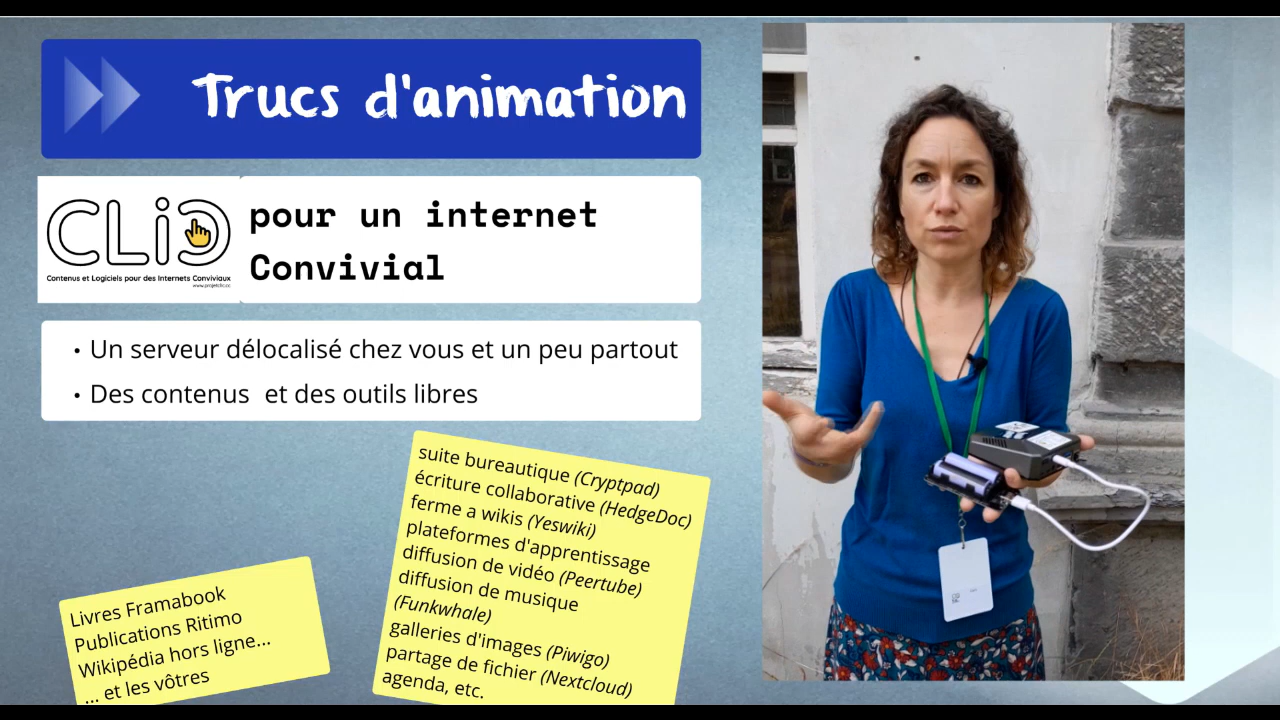 Trucs d'animation
CLiC
Contenus et Logiciels pour des Internets Conviviaux
www.projetclic.cc
pour un internet
Convivial
• Un serveur délocalisé chez vous et un peu partout
• Des contenus et des outils libres
suite bureautique (Cryptpad)
écriture collaborative (HedgeDoc)
ferme a wikis (Yeswiki)
plateformes d'apprentissage
diffusion de vidéo (Peertube)
diffusion de musique
(Funkwhale)
galleries d'images (Piwigo)
partage de fichier (Nextcloud)
agenda, etc.
Livres Framabook
Publications Ritimo
Wikipédia hors ligne...
... et les vôtres